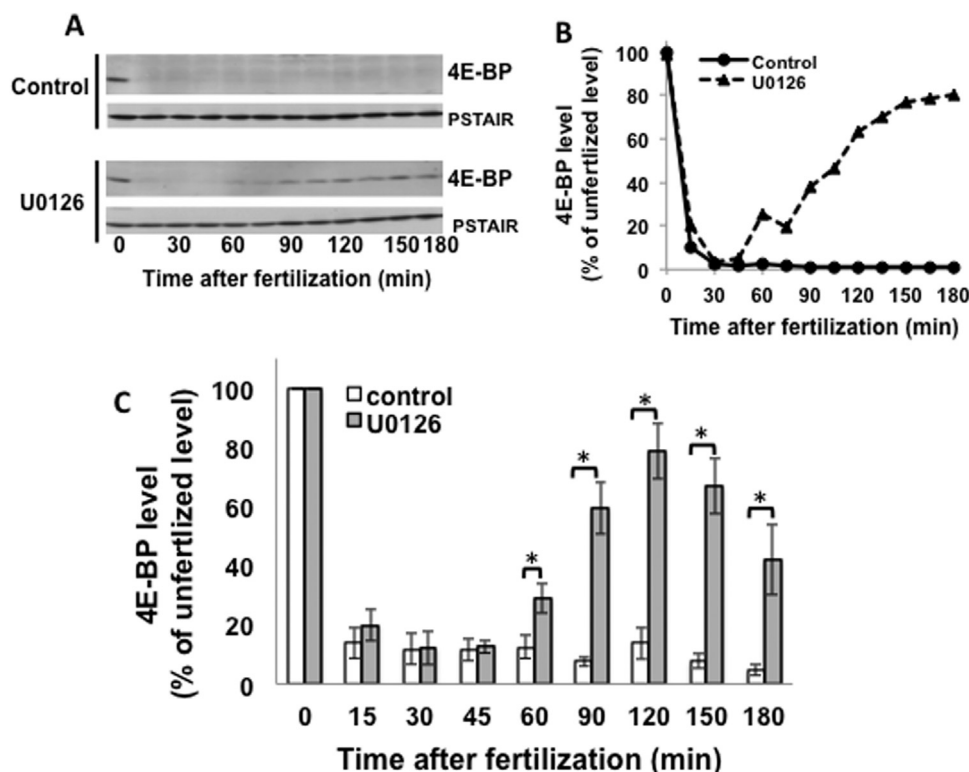 A
Control
4E-BP
PSTAIR
U0126
4E-BP
PSTAIR
0 30 60 90 120 150 180
Time after fertilization (min)
B
4E-BP level
(% of unfertlized level)
100
80
60
40
20
0
Control
U0126
0 30 60 90 120 150 180
Time after fertilization (min)
C
4E-BP level
(% of unfertlized level)
100
80
60
40
20
0
control
U0126
* * * * *
0 15 30 45 60 90 120 150 180
Time after fertilization (min)